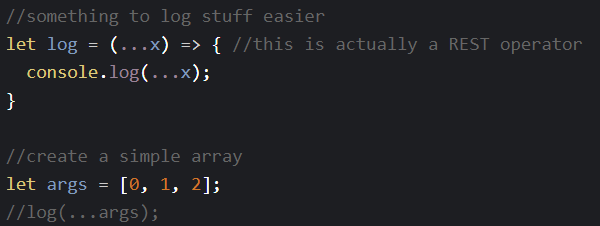 //something to log stuff easier
let log = (...x) => { //this is actually a REST operator
  console.log(...x);
}

//create a simple array
let args = [0, 1, 2];
//log(...args);